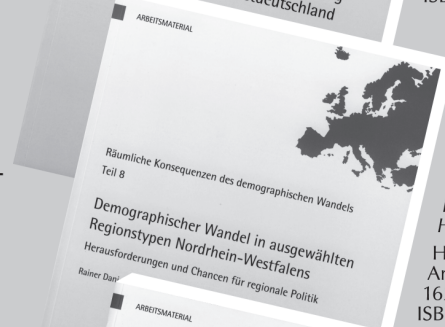 tdeutschland
ARBEITSMATERIAL
Räumliche Konsequenzen des demographischen Wandels
Teil 8
Demographischer Wandel in ausgewählten
Regionstypen Nordrhein-Westfalens
Herausforderungen und Chancen für regionale Politik
Rainer
ARBEITSMATERIAL
H
Ar
16.
ISB